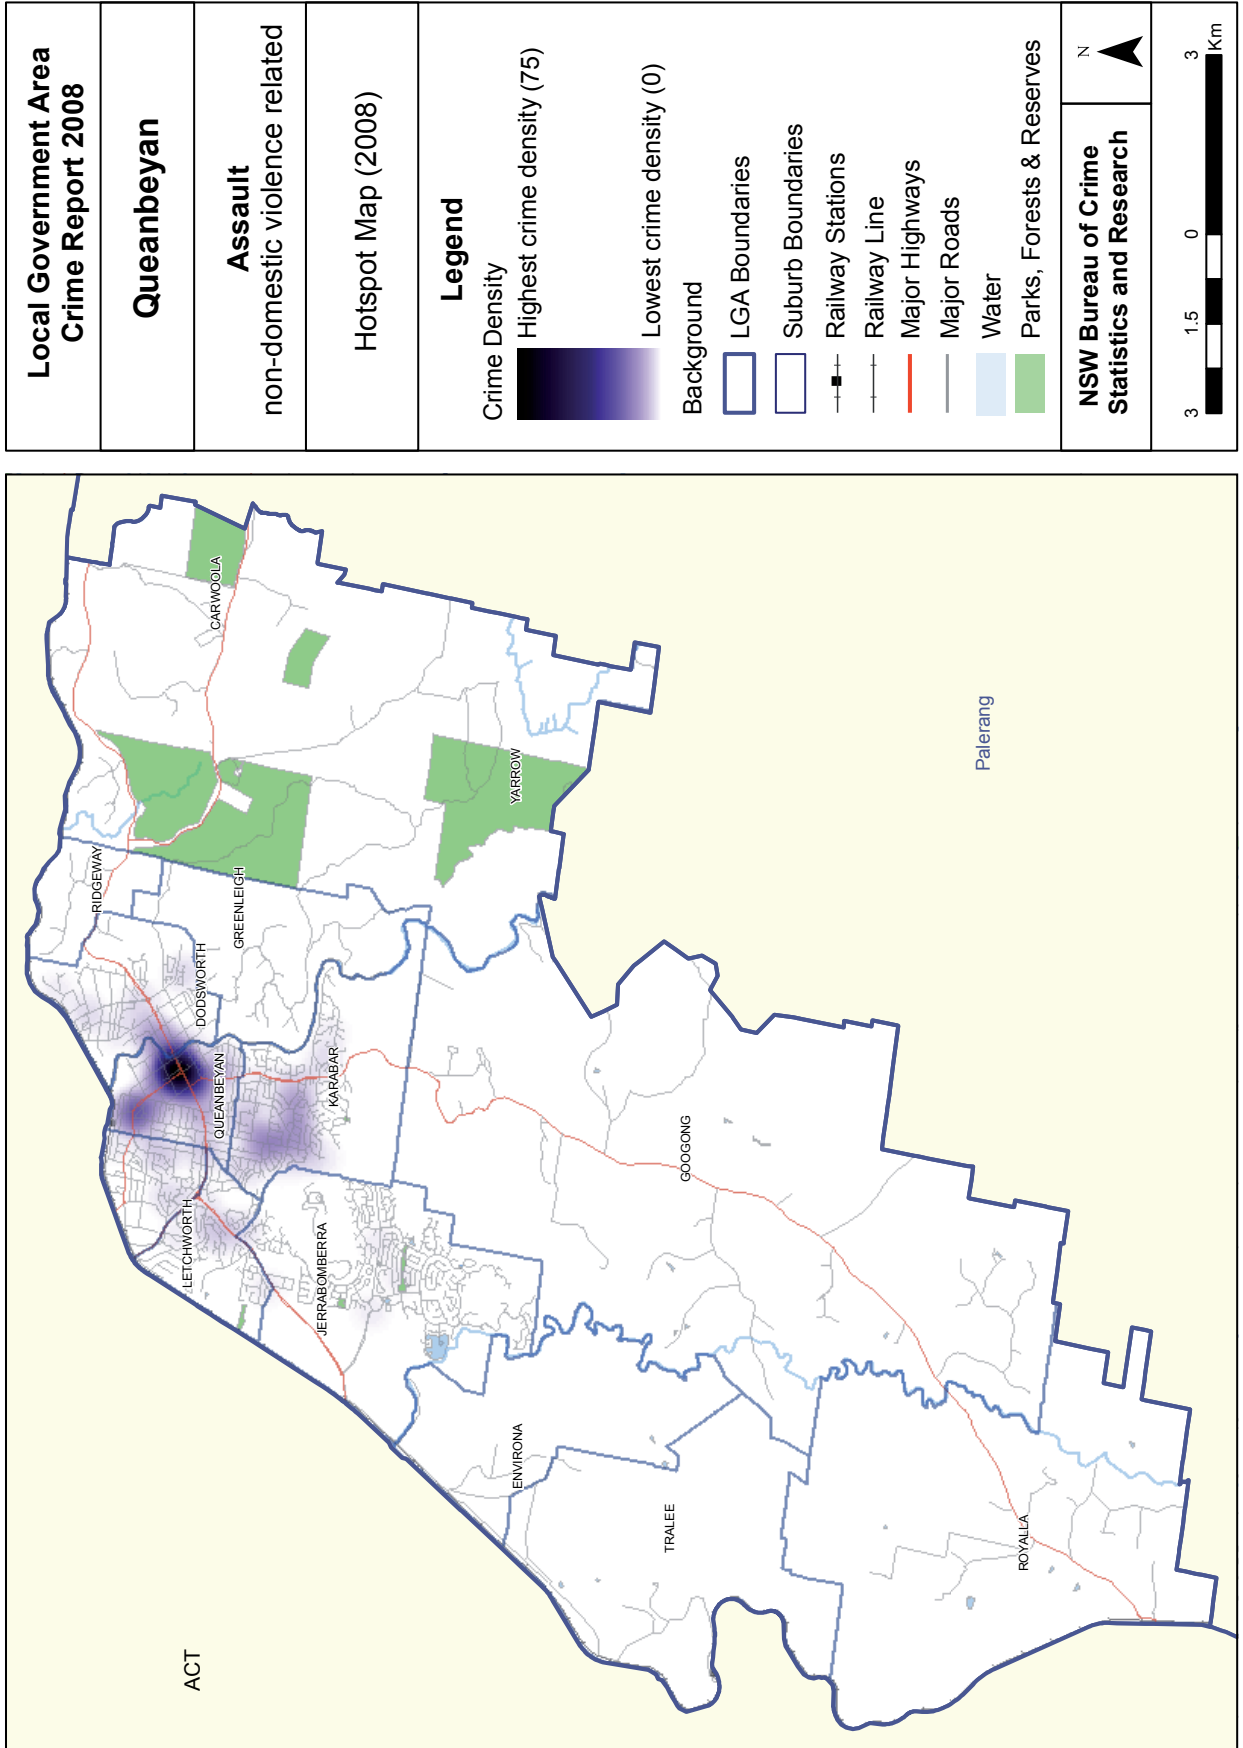 Local Government Area
Crime Report 2008
Queanbeyan
Assault
non-domestic violence related
Hotspot Map (2008)
Legend
Crime Density
Highest crime density (75)
Lowest crime density (0)
Background
LGA Boundaries
Suburb Boundaries
Railway Stations
Railway Line
Major Highways
Major Roads
Water
Parks, Forests & Reserves
NSW Bureau of Crime
Statistics and Research
N
3 1.5 0 3
Km
ACT
Palerang
CARWOOLA
YARROW
RIDGEWAY
GREENLEIGH
DODSWORTH
QUEANBEYAN
KARABAR
LETCHWORTH
JERRABOMBERRA
GOOGONG
ENVIRONA
TRALEE
ROYALLA